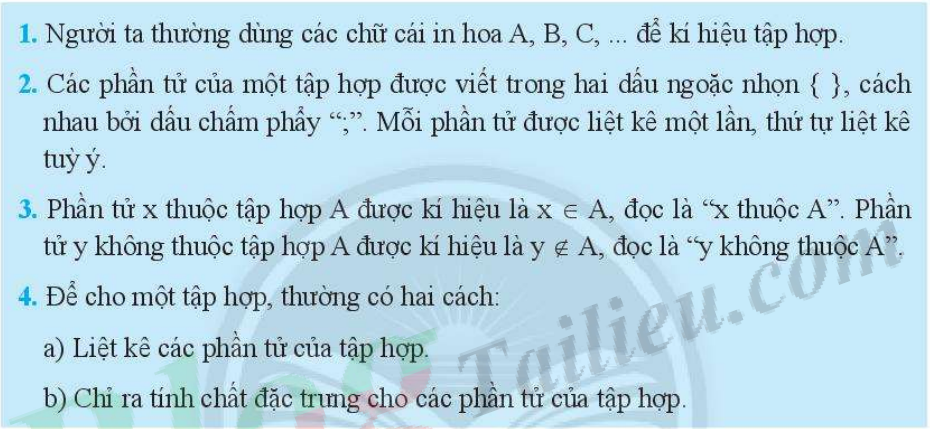 1. Người ta thường dùng các chữ cái in hoa A, B, C, ... để kí hiệu tập hợp.
2. Các phần tử của một tập hợp được viết trong hai dấu ngoặc nhọn { }, cách
nhau bởi dấu chấm phẩy “;”. Mỗi phần tử được liệt kê một lần, thứ tự liệt kê
tuỳ ý.
3. Phần tử x thuộc tập hợp A được kí hiệu là x ∈ A, đọc là “x thuộc A”. Phần
tử y không thuộc tập hợp A được kí hiệu là y ∉ A, đọc là “y không thuộc A”.
4. Để cho một tập hợp, thường có hai cách:
a) Liệt kê các phần tử của tập hợp.
b) Chỉ ra tính chất đặc trưng cho các phần tử của tập hợp.
Tailieu.com